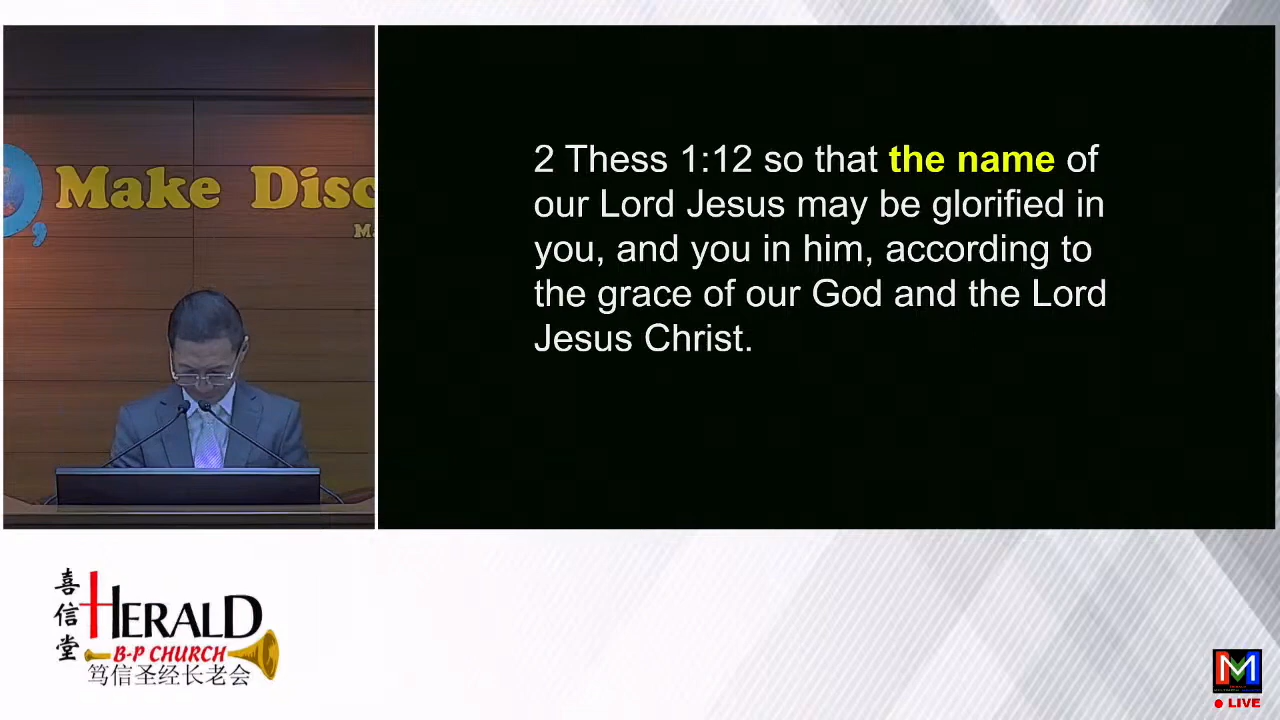 Make Disc
2 Thess 1:12 so that the name of
our Lord Jesus may be glorified in
you, and you in him, according to
the grace of our God and the Lord
Jesus Christ.
喜信堂
HERALD
B-P CHURCH
笃信圣经长老会
M
LIVE